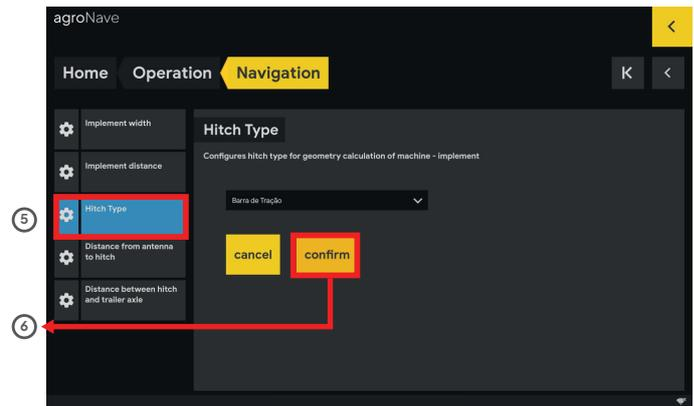 agroNave
Home Operation Navigation
Implement width
Implement distance
Hitch Type
Distance from antenna
to hitch
Distance between hitch
and trailer axle
Hitch Type
Configures hitch type for geometry calculation of machine - implement
Barra de Tração
cancel confirm
5
6